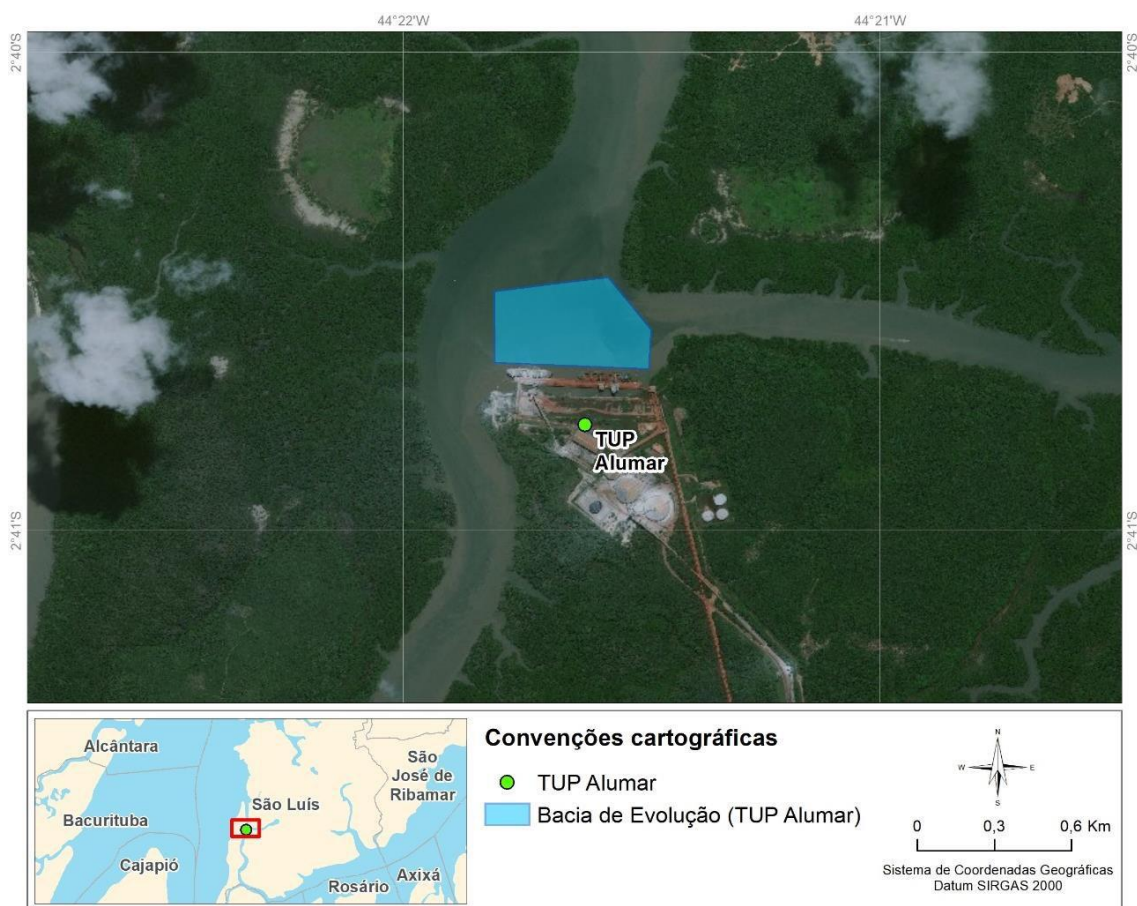 44°22'W
44°21'W
2°40'S
2°40'S
TUP
Alumar
2°41'S
2°41'S
Alcântara
São
José de
Ribamar
São Luís
Bacurituba
Cajapió
Axixá
Rosário
Convenções cartográficas
TUP Alumar
Bacia de Evolução (TUP Alumar)
N
W
E
S
0 0,3 0,6 Km
Sistema de Coordenadas Geográficas
Datum SIRGAS 2000